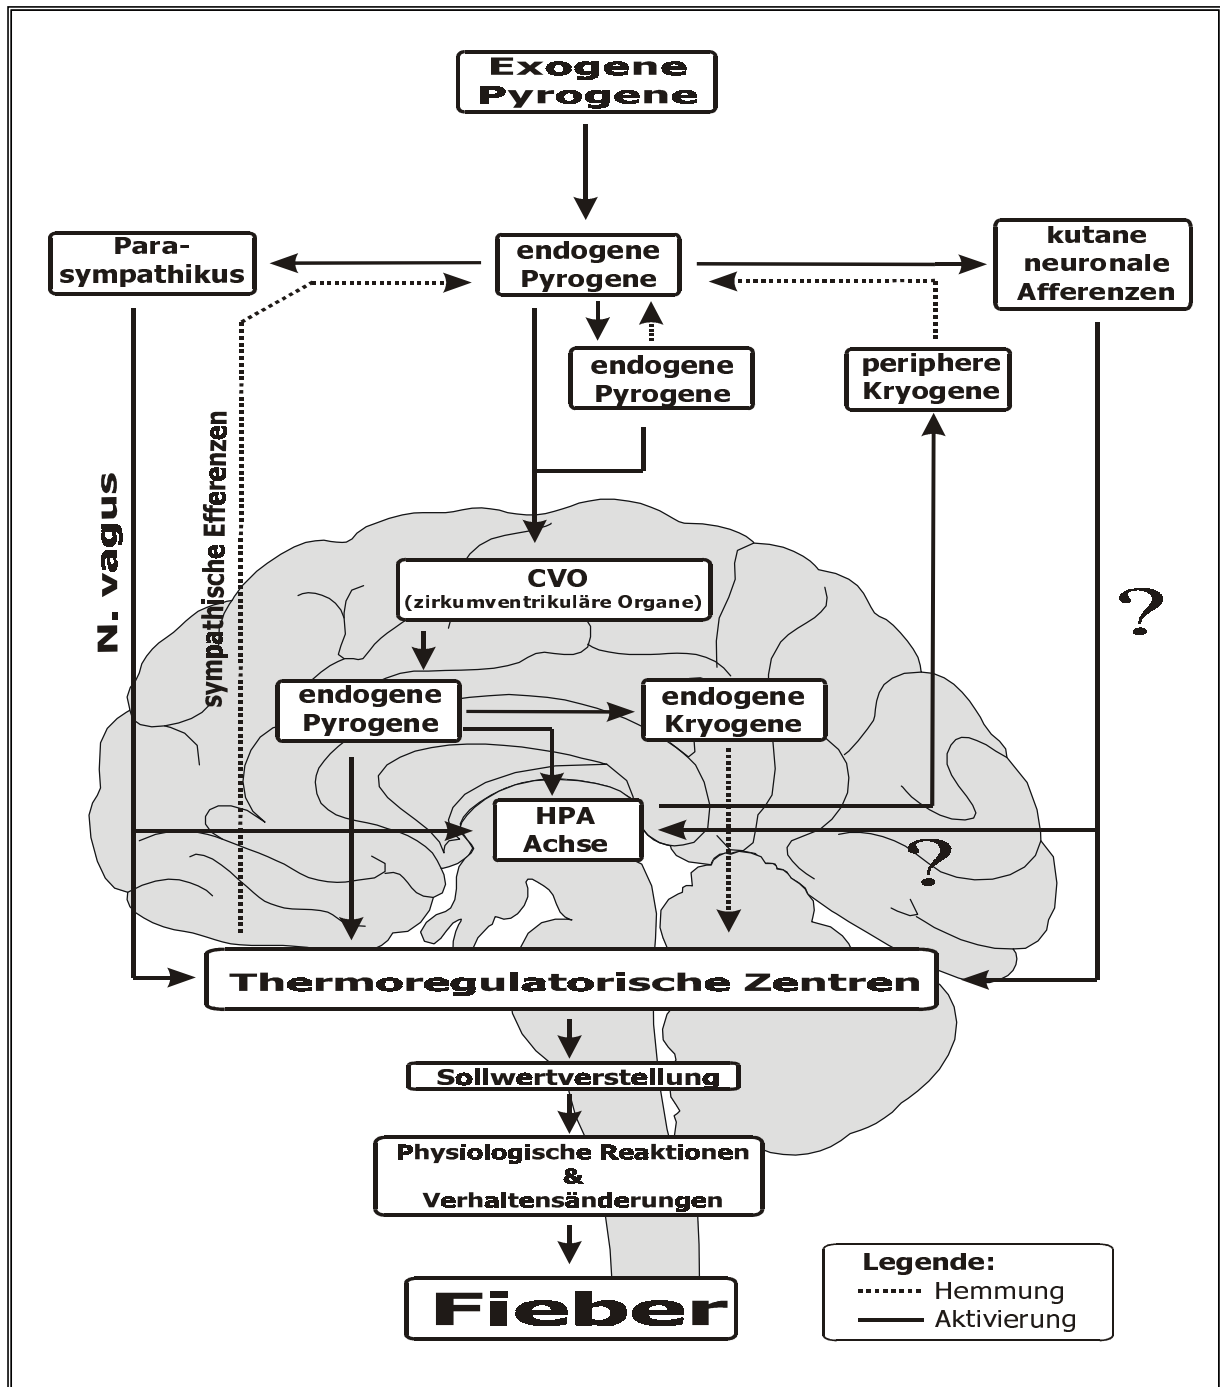 Exogene
Pyrogene
Para-
sympathikus
endogene
Pyrogene
kutane
neuronale
Afferenzen
endogene
Pyrogene
periphere
Kryogene
N. vagus
sympathische Efferenzen
?
CVO
(zirkumventrikuläre Organe)
endogene
Pyrogene
endogene
Kryogene
HPA
Achse
?
Thermoregulatorische Zentren
Sollwertverstellung
Physiologische Reaktionen
&
Verhaltensänderungen
Fieber
Legende:
Hemmung
Aktivierung